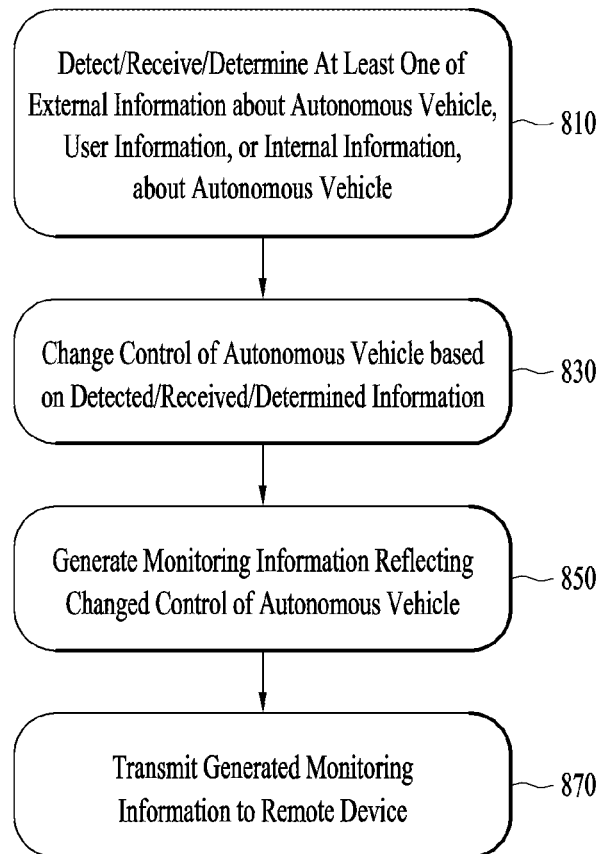 Detect/Receive/Determine At Least One of
External Information about Autonomous Vehicle,
User Information, or Internal Information,
about Autonomous Vehicle
810
Change Control of Autonomous Vehicle based
on Detected/Received/Determined Information
830
Generate Monitoring Information Reflecting
Changed Control of Autonomous Vehicle
850
Transmit Generated Monitoring
Information to Remote Device
870